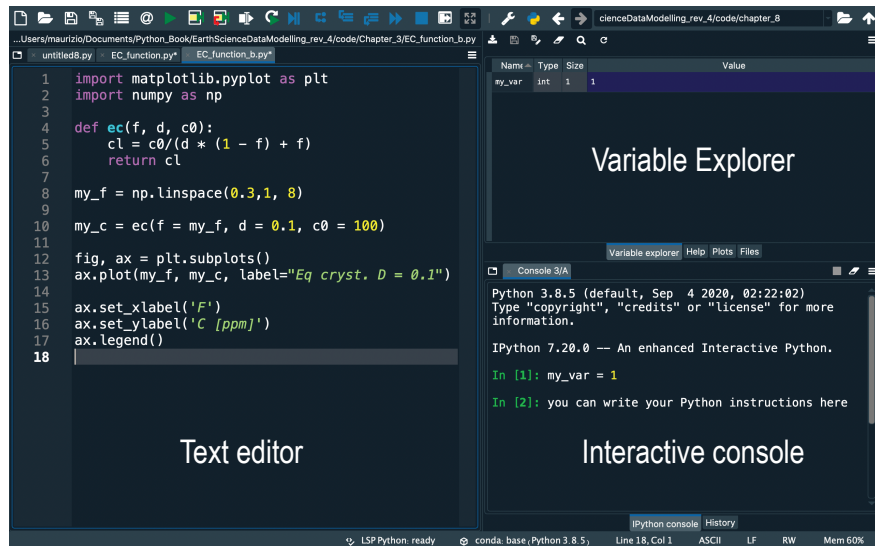 cienceDataModelling_rev_4/code/chapter_8
...Users/maurizio/Documents/Python_Book/EarthScienceDataModelling_rev_4/code/Chapter_3/EC_function_b.py
untitled8.py EC_function.py* EC_function_b.py*
1 import matplotlib.pyplot as plt
2 import numpy as np
3
4 def ec(f, d, c0):
5 cl = c0/(d * (1 - f) + f)
6 return cl
7
8 my_f = np.linspace(0.3,1, 8)
9
10 my_c = ec(f = my_f, d = 0.1, c0 = 100)
11
12 fig, ax = plt.subplots()
13 ax.plot(my_f, my_c, label="Eq cryst. D = 0.1")
14
15 ax.set_xlabel('F')
16 ax.set_ylabel('C [ppm]')
17 ax.legend()
18
Text editor
Name Type Size Value
my_var int 1 1
Variable Explorer
Variable explorer Help Plots Files
Console 3/A
Python 3.8.5 (default, Sep 4 2020, 02:22:02)
Type "copyright", "credits" or "license" for more
information.
IPython 7.20.0 -- An enhanced Interactive Python.
In [1]: my_var = 1
In [2]: you can write your Python instructions here
Interactive console
IPython console History
LSP Python: ready conda: base (Python 3.8.5) Line 18, Col 1 ASCII LF RW Mem 60%